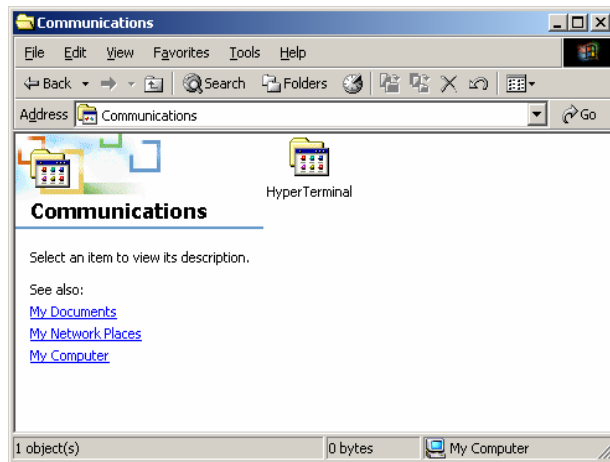 Communications
File Edit View Favorites Tools Help
Back Search Folders
Address Communications Go
HyperTerminal
Communications
Select an item to view its description.
See also:
My Documents
My Network Places
My Computer
1 object(s) 0 bytes My Computer